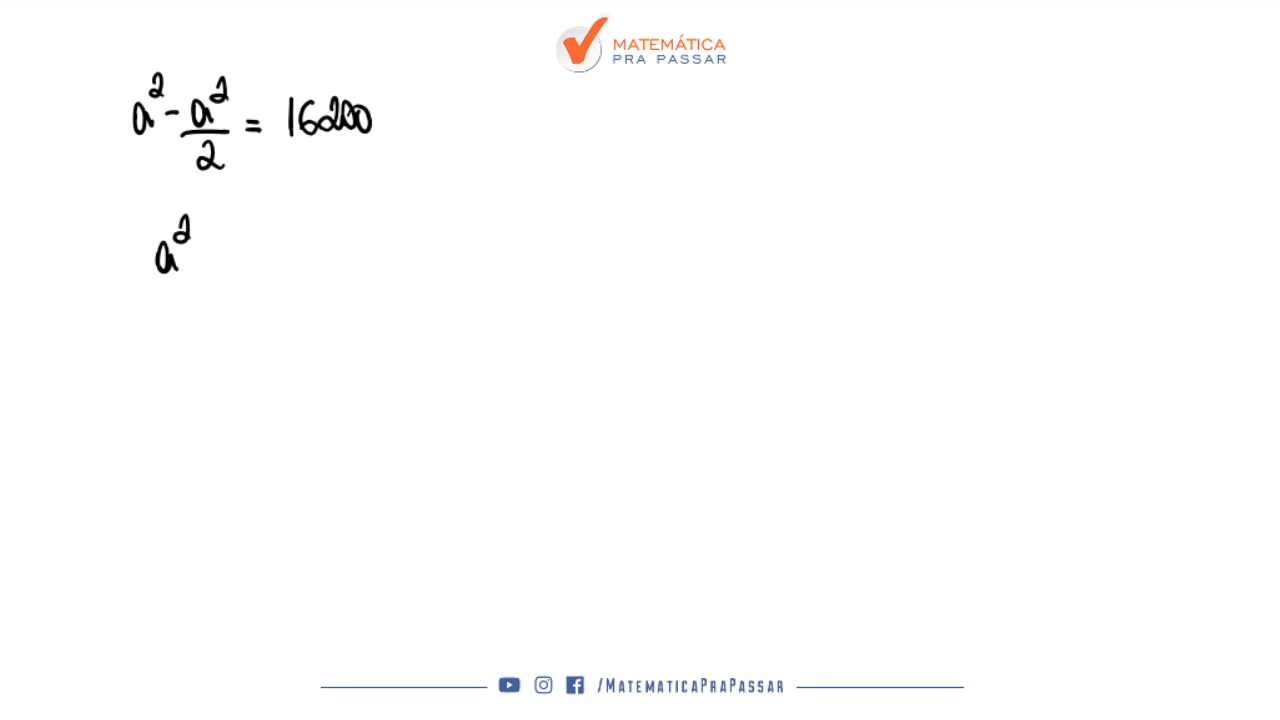 MATEMÁTICA
PRA PASSAR
a² - a²/2 = 16200
a²
/MATEMATICAPRAPASSAR